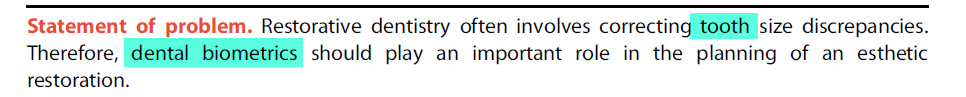 Statement of problem. Restorative dentistry often involves correcting tooth size discrepancies.
Therefore, dental biometrics should play an important role in the planning of an esthetic
restoration.